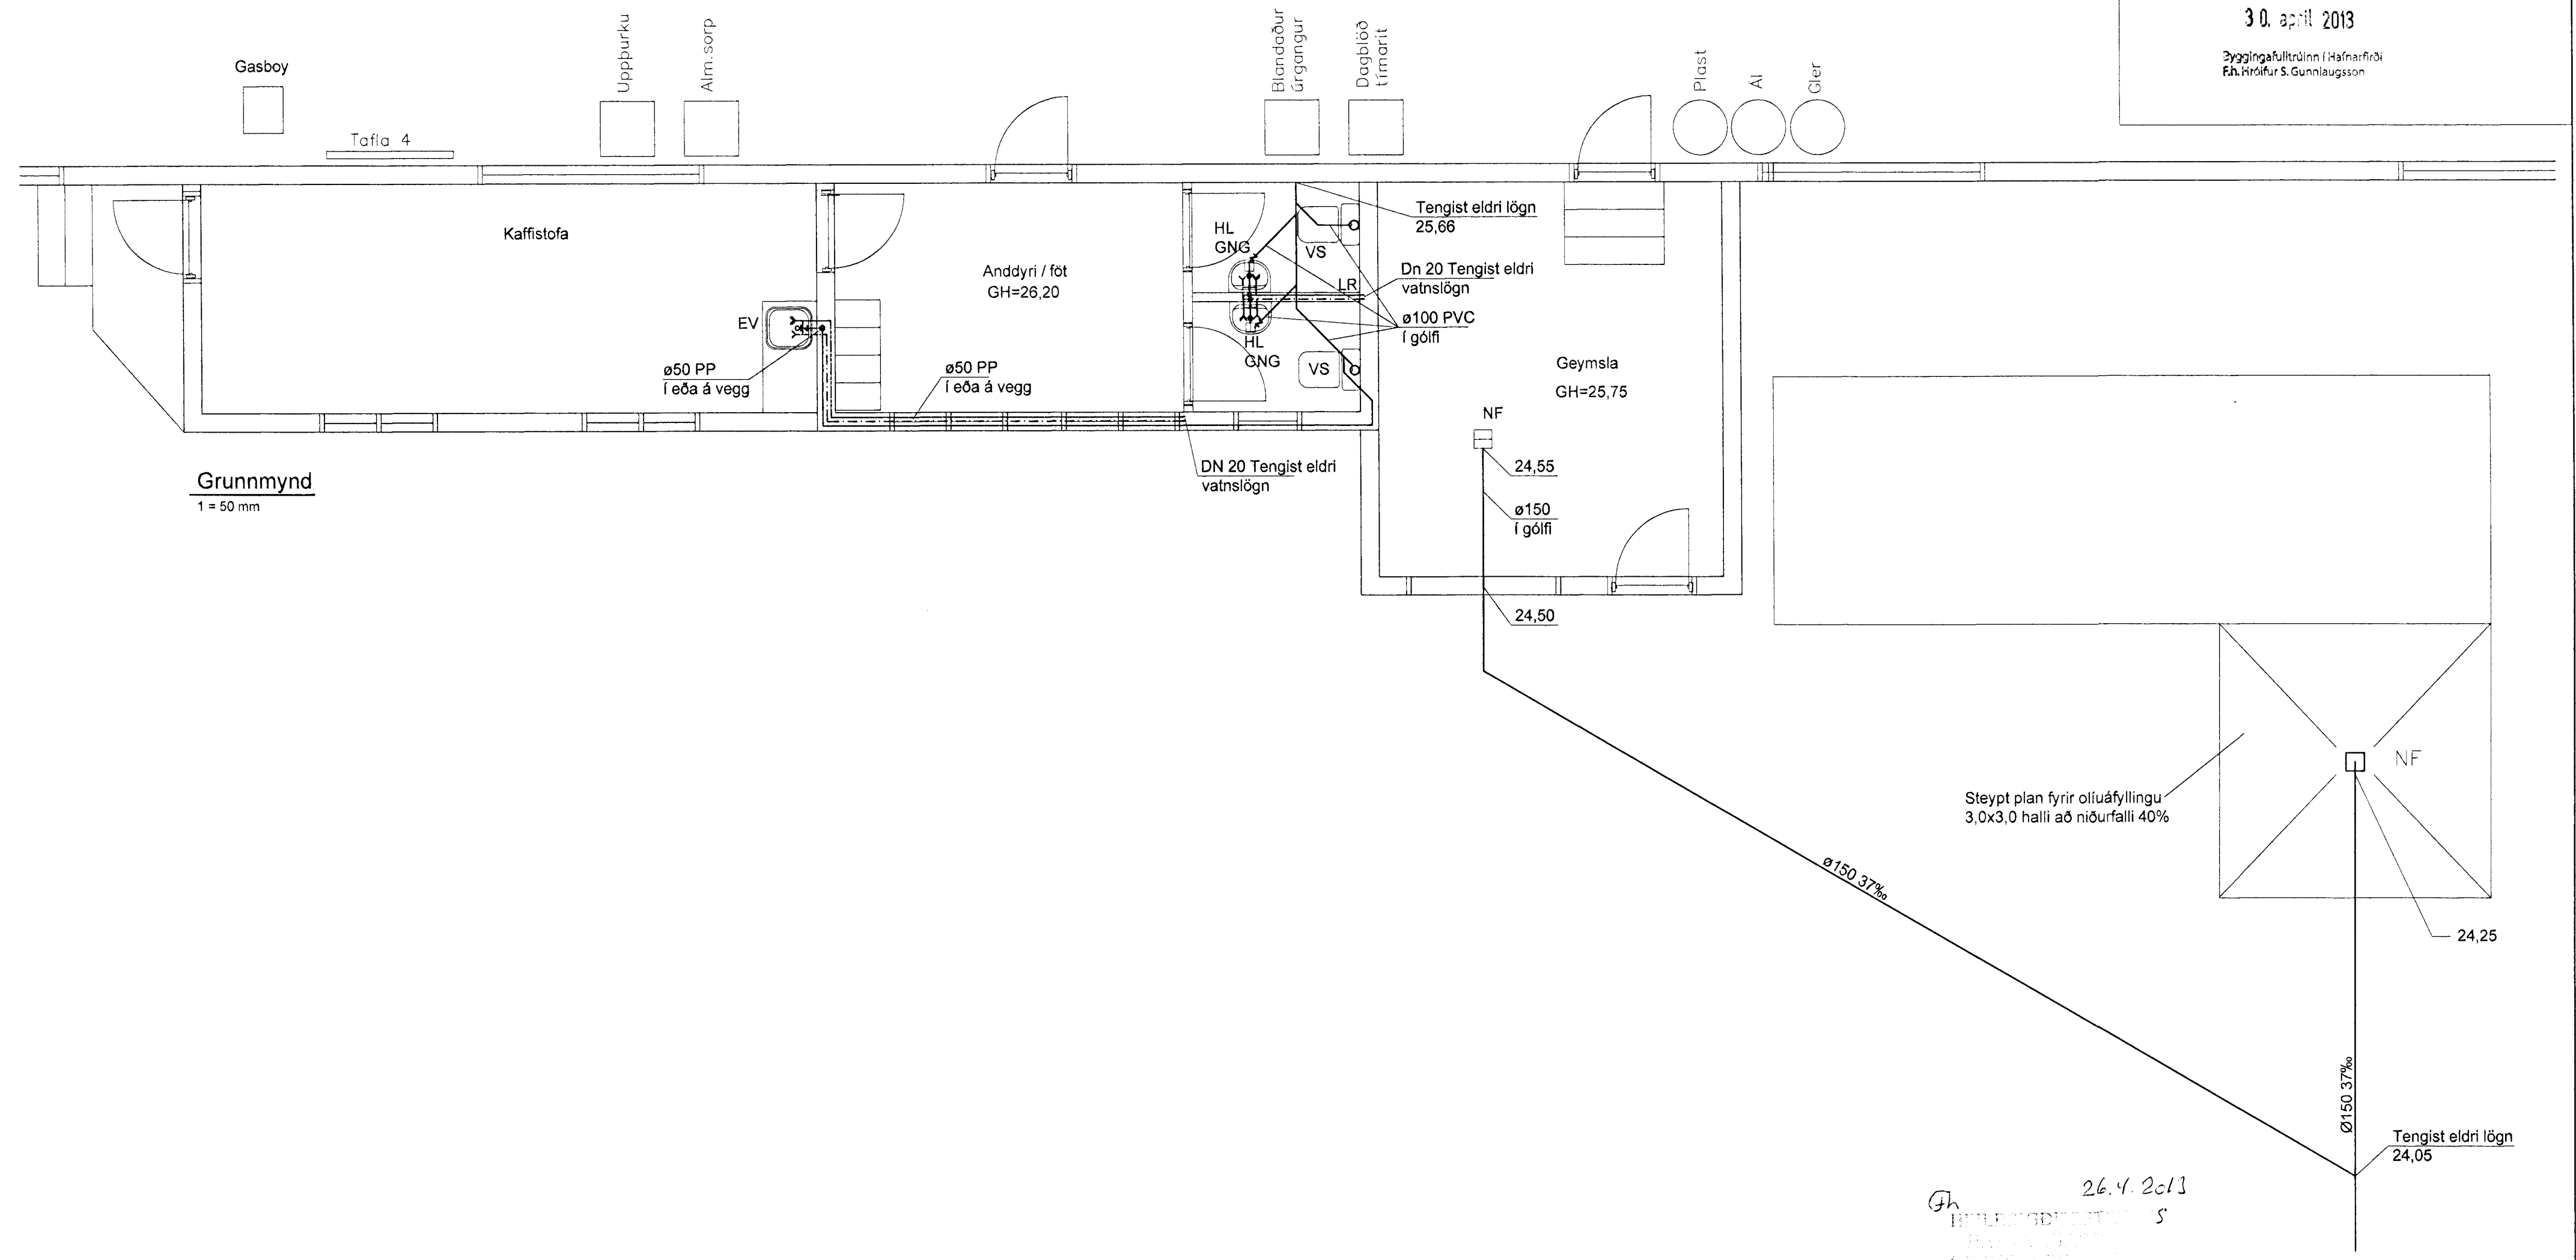 30. april 2013
Byggingafulltrúinn í Hafnarfirði
F.h. Hrólfur S. Gunnlaugsson
Gasboy
Tafla 4
Uppþurku
Alm.sorp
Blandaður
úrgangur
Dagblöð
tímarit
Plast
Ál
Gler
Kaffistofa
Anddyri / föt
GH=26,20
HL
GNG
VS
Tengist eldri lögn
25,66
Dn 20 Tengist eldri
vatnslögn
LR
ø100 PVC
í gólfi
EV
ø50 PP
í eða á vegg
ø50 PP
í eða á vegg
HL
GNG
VS
Geymsla
GH=25,75
NF
24,55
ø150
í gólfi
24,50
DN 20 Tengist eldri
vatnslögn
Grunnmynd
1 = 50 mm
NF
Steypt plan fyrir olíuáfyllingu
3,0x3,0 halli að niðurfalli 40%
24,25
ø150 37‰
Ø150 37‰
Tengist eldri lögn
24,05
26.4.2013